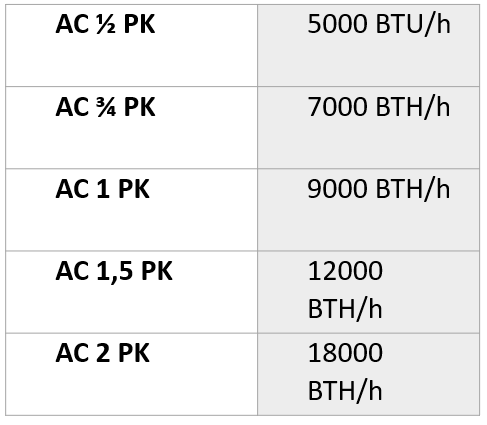 AC ½ PK 5000 BTU/h
AC ¾ PK 7000 BTH/h
AC 1 PK 9000 BTH/h
AC 1,5 PK 12000
BTH/h
AC 2 PK 18000
BTH/h